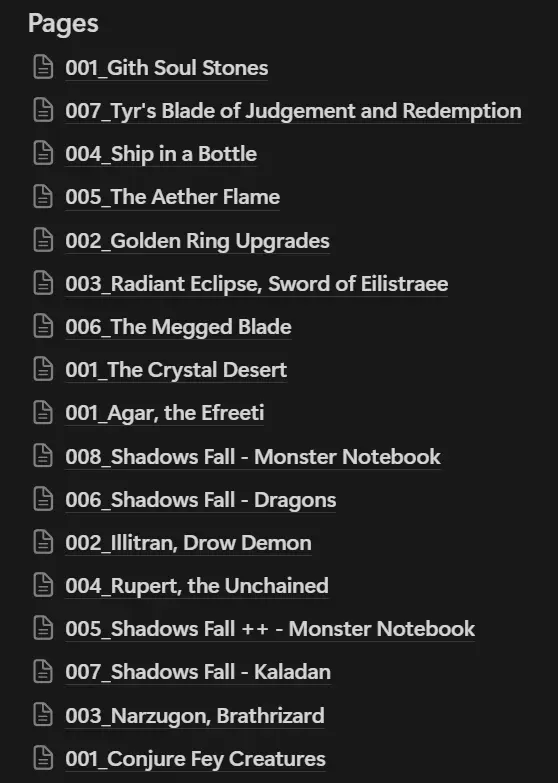 Pages
001_Gith Soul Stones
007_Tyr's Blade of Judgement and Redemption
004_Ship in a Bottle
005_The Aether Flame
002_Golden Ring Upgrades
003_Radiant Eclipse, Sword of Eilistraee
006_The Megged Blade
001_The Crystal Desert
001_Agar, the Efreeti
008_Shadows Fall - Monster Notebook
006_Shadows Fall - Dragons
002_Illitran, Drow Demon
004_Rupert, the Unchained
005_Shadows Fall ++ - Monster Notebook
007_Shadows Fall - Kaladan
003_Narzugon, Brathrizard
001_Conjure Fey Creatures